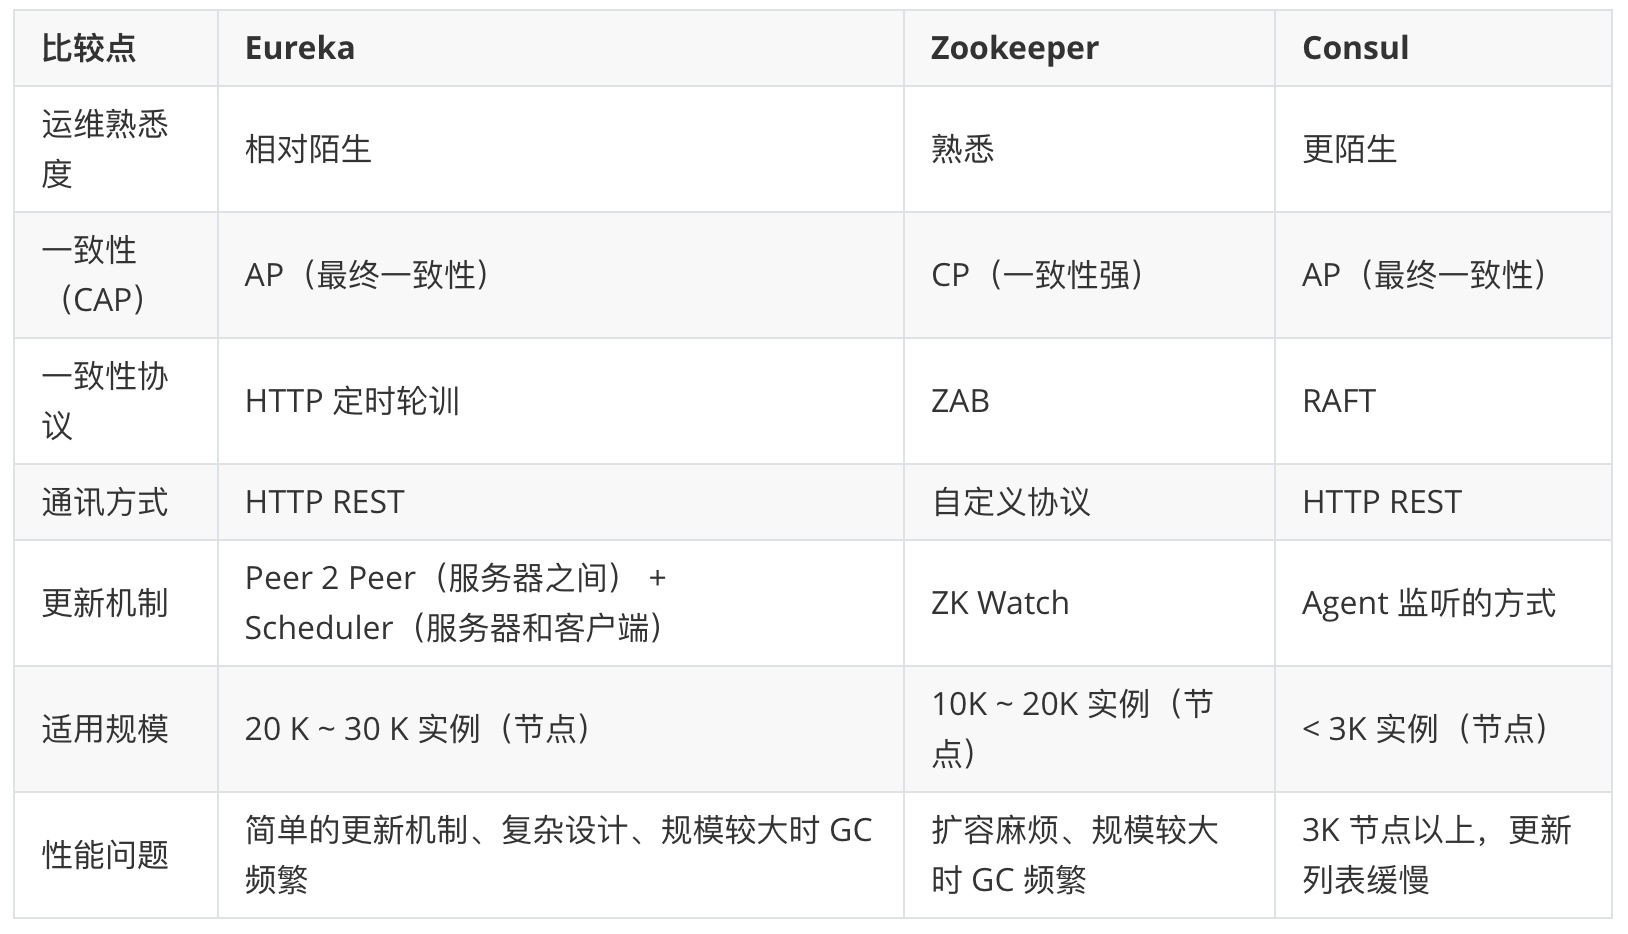 比较点 Eureka Zookeeper Consul
运维熟悉
度
相对陌生
熟悉
更陌生
一致性
（CAP）
AP（最终一致性）
CP（一致性强）
AP（最终一致性）
一致性协
议
HTTP 定时轮训
ZAB
RAFT
通讯方式 HTTP REST 自定义协议 HTTP REST
更新机制
Peer 2 Peer（服务器之间） +
Scheduler（服务器和客户端）
ZK Watch
Agent 监听的方式
适用规模
20 K ~ 30 K 实例（节点）
10K ~ 20K 实例（节
点）
< 3K 实例（节点）
性能问题
简单的更新机制、复杂设计、规模较大时 GC
频繁
扩容麻烦、规模较大
时 GC 频繁
3K 节点以上，更新
列表缓慢